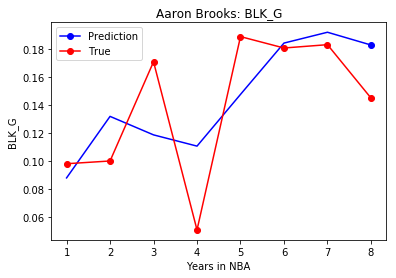 Aaron Brooks: BLK_G
Prediction
True
BLK_G
0.18
0.16
0.14
0.12
0.10
0.08
0.06
1 2 3 4 5 6 7 8
Years in NBA